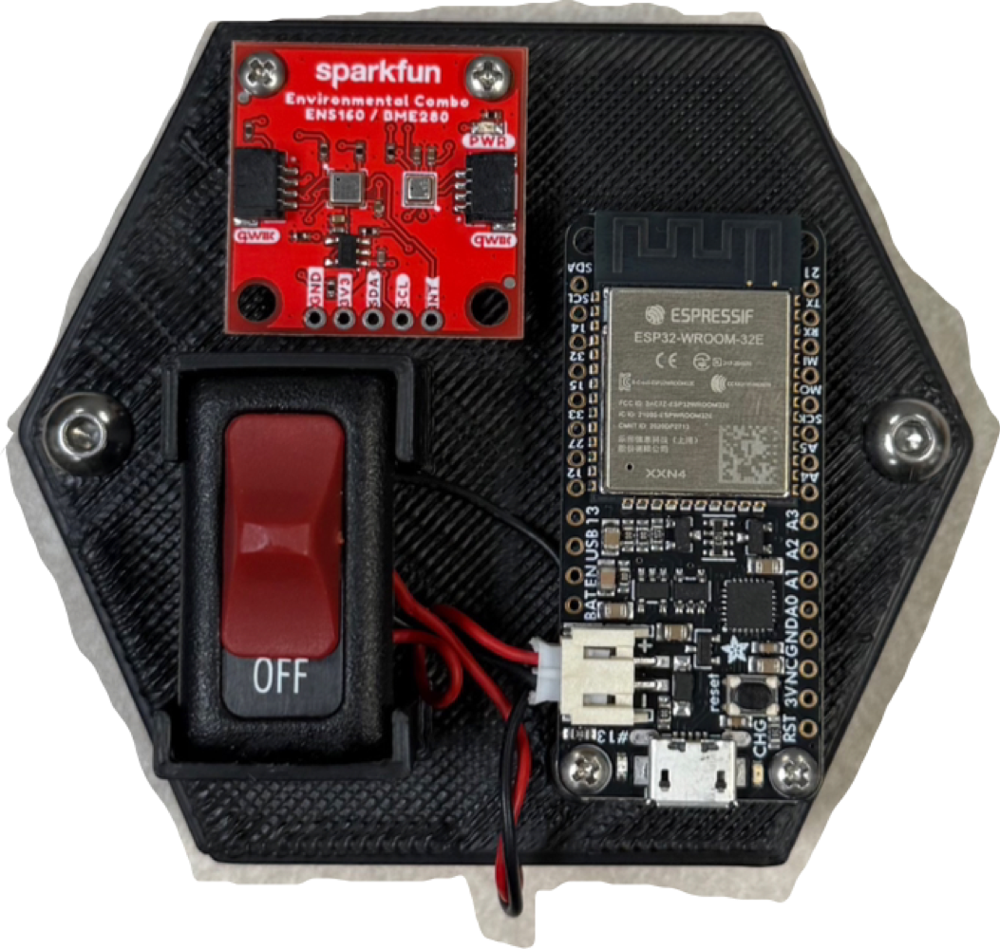 sparkfun
Environmental Combo
ENS160 / BME280
PWR
QWIIC
QWIIC
GND
3V3
SDA
SCL
INT
OFF
ESPRESSIF
ESP32-WROOM-32E
CE
XXN4
SDA
SCL
14
32
15
33
27
12
13
USB
EN
BAT
21
TX
RX
MI
MO
SCK
A5
A4
A3
A2
A1
A0
GND
NC
3V
RST
+
reset
#13
CHG